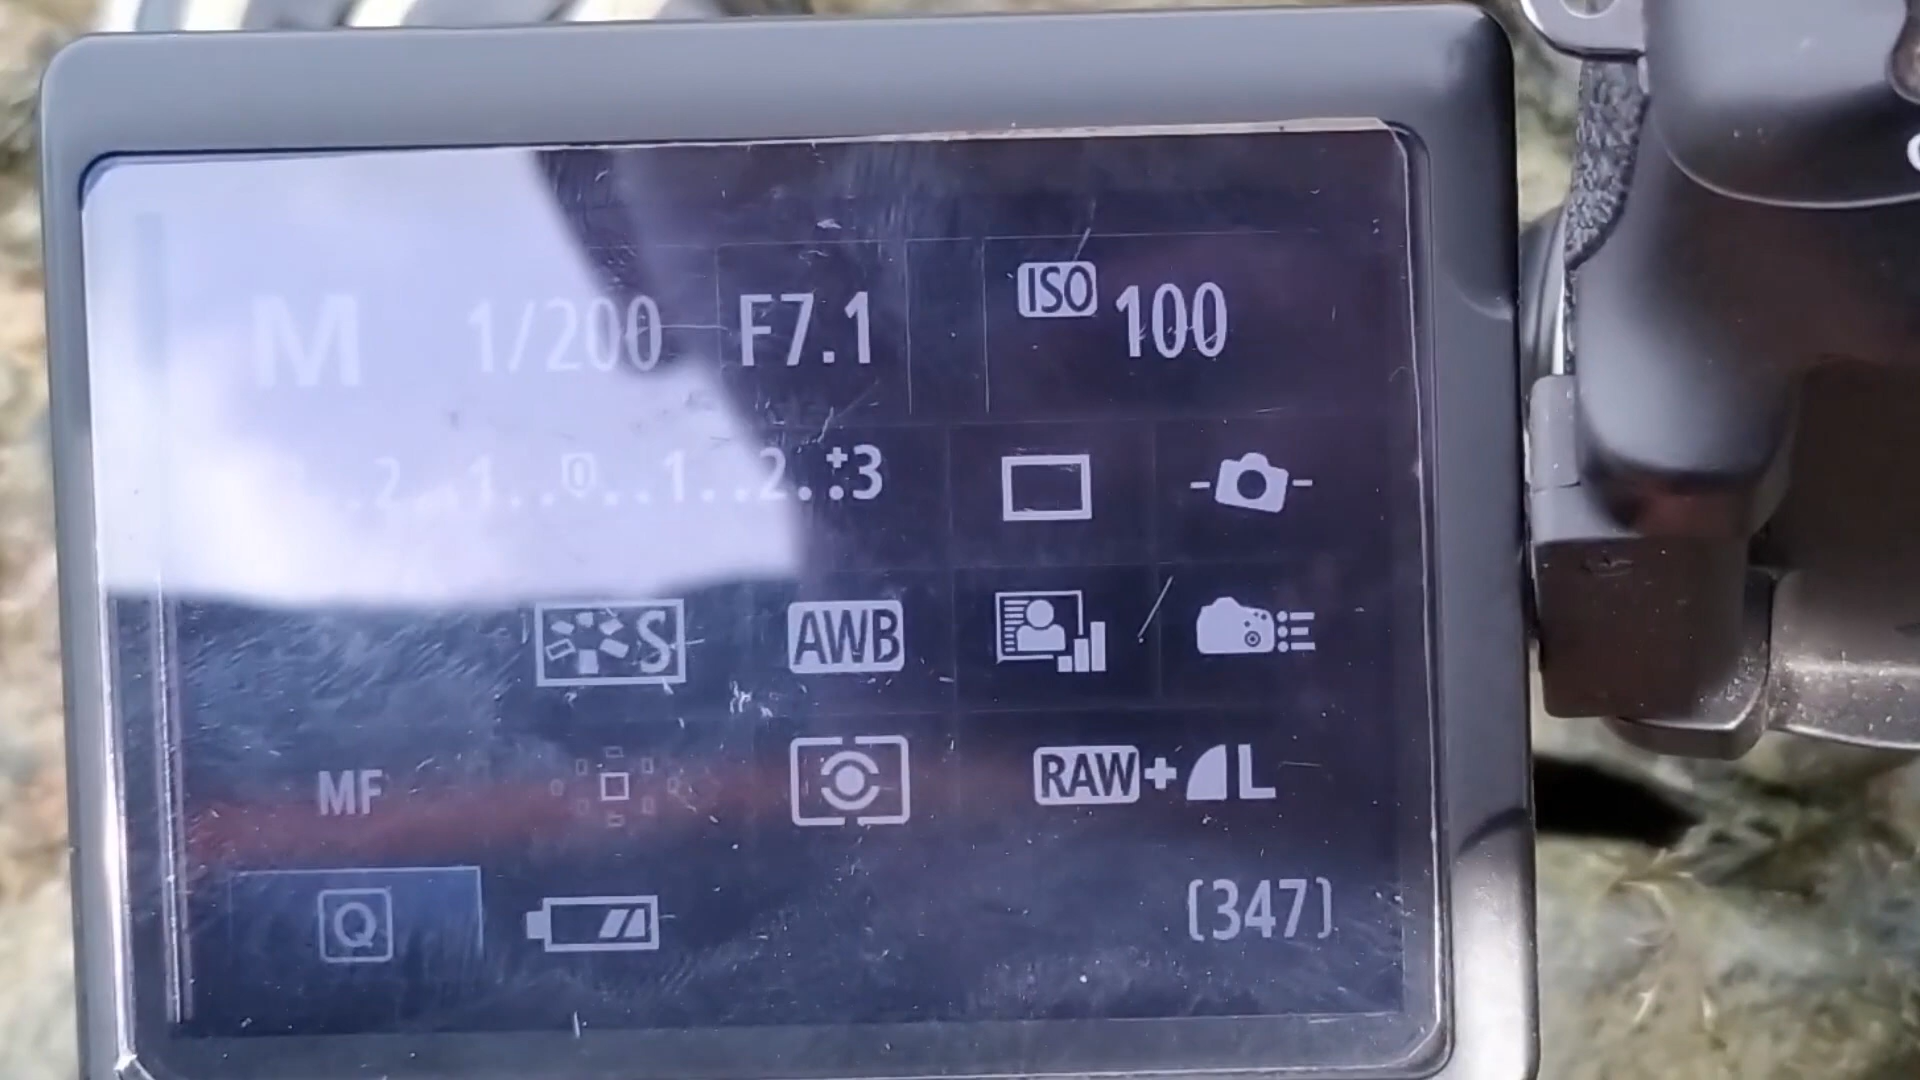 M 1/200 F7.1 ISO 100
..2..1..0..1..2.:+3
S AWB
MF RAW+L
Q [347]